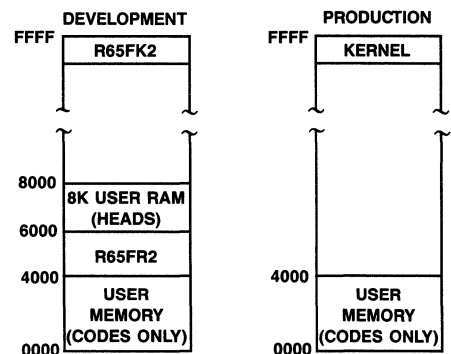 DEVELOPMENT
FFFF
R65FK2
8000
8K USER RAM
(HEADS)
6000
R65FR2
4000
USER
MEMORY
(CODES ONLY)
0000
PRODUCTION
FFFF
KERNEL
4000
USER
MEMORY
(CODES ONLY)
0000